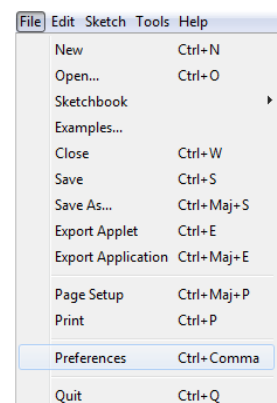 File Edit Sketch Tools Help
New Ctrl+N
Open... Ctrl+O
Sketchbook
Examples...
Close Ctrl+W
Save Ctrl+S
Save As... Ctrl+Maj+S
Export Applet Ctrl+E
Export Application Ctrl+Maj+E
Page Setup Ctrl+Maj+P
Print Ctrl+P
Preferences Ctrl+Comma
Quit Ctrl+Q